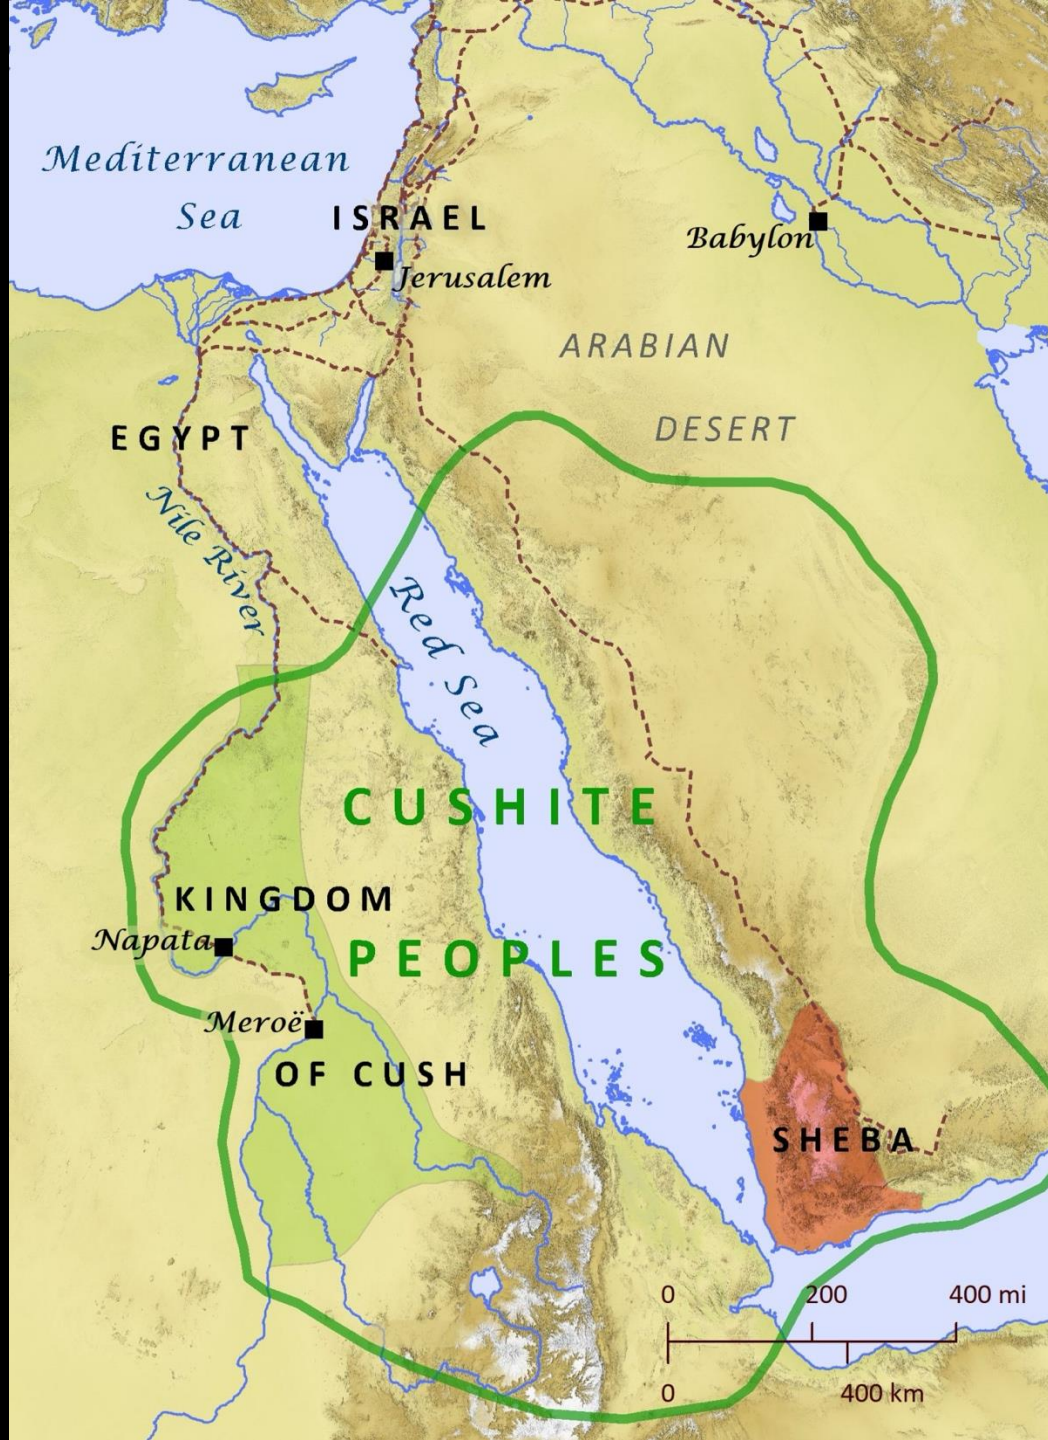 Mediterranean
Sea
ISRAEL
Jerusalem
Babylon
ARABIAN
DESERT
EGYPT
Nile River
Red Sea
CUSHITE
PEOPLES
KINGDOM
OF CUSH
Napata
Meroë
SHEBA
0 200 400 mi
0 400 km